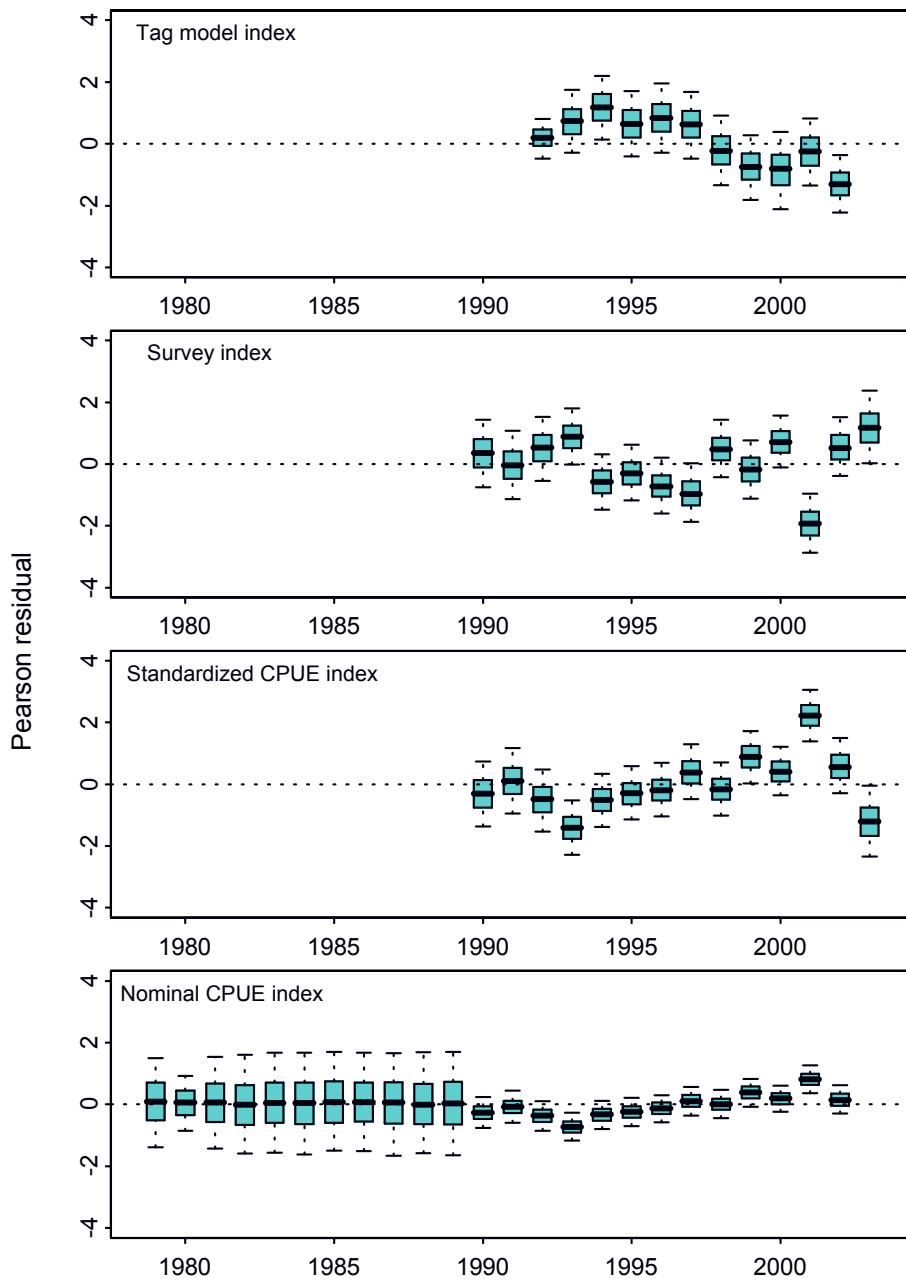 Pearson residual
Tag model index
4
2
0
-2
-4
1980 1985 1990 1995 2000
Survey index
4
2
0
-2
-4
1980 1985 1990 1995 2000
Standardized CPUE index
4
2
0
-2
-4
1980 1985 1990 1995 2000
Nominal CPUE index
4
2
0
-2
-4
1980 1985 1990 1995 2000